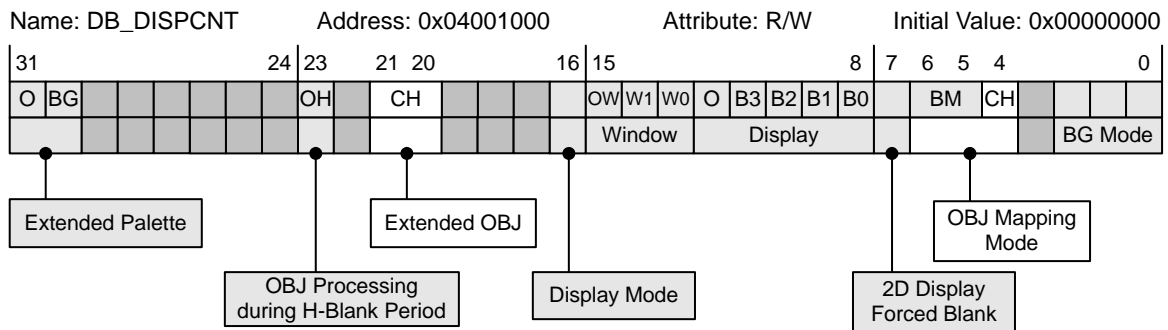 Name: DB_DISPCNT Address: 0x04001000 Attribute: R/W Initial Value: 0x00000000
31 24 23 21 20 16 15 8 7 6 5 4 0
O BG OH CH OW W1 W0 O B3 B2 B1 B0 BM CH
Window Display BG Mode
Extended Palette
Extended OBJ
OBJ Mapping
Mode
OBJ Processing
during H-Blank Period
Display Mode
2D Display
Forced Blank